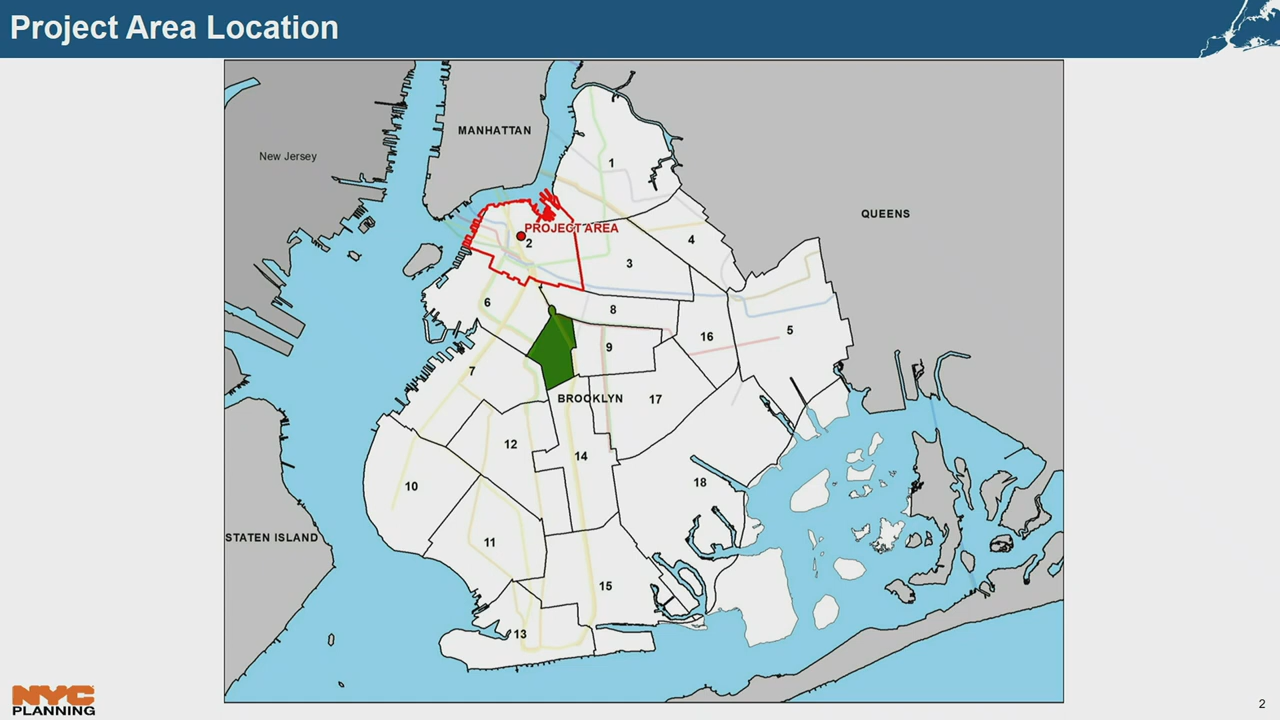 Project Area Location
MANHATTAN
New Jersey
1
QUEENS
PROJECT AREA
2
4
3
6
8
5
16
9
7
BROOKLYN
17
12
14
18
10
STATEN ISLAND
11
15
13
NYC
PLANNING
2